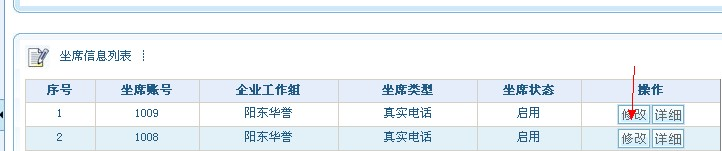 坐席信息列表
序号 坐席账号 企业工作组 坐席类型 坐席状态 操作
1 1009 阳东华誉 真实电话 启用 修改 详细
2 1008 阳东华誉 真实电话 启用 修改 详细